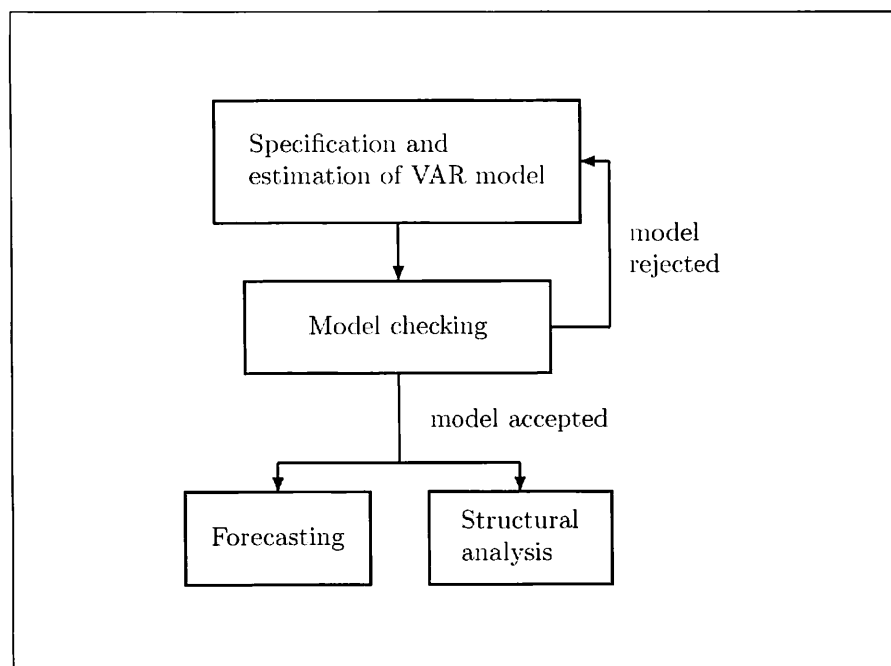 Specification and
estimation of VAR model
model
rejected
Model checking
model accepted
Forecasting
Structural
analysis